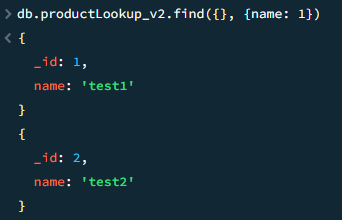 > db.productLookup_v2.find({}, {name: 1})
< {
_id: 1,
name: 'test1'
}
{
_id: 2,
name: 'test2'
}